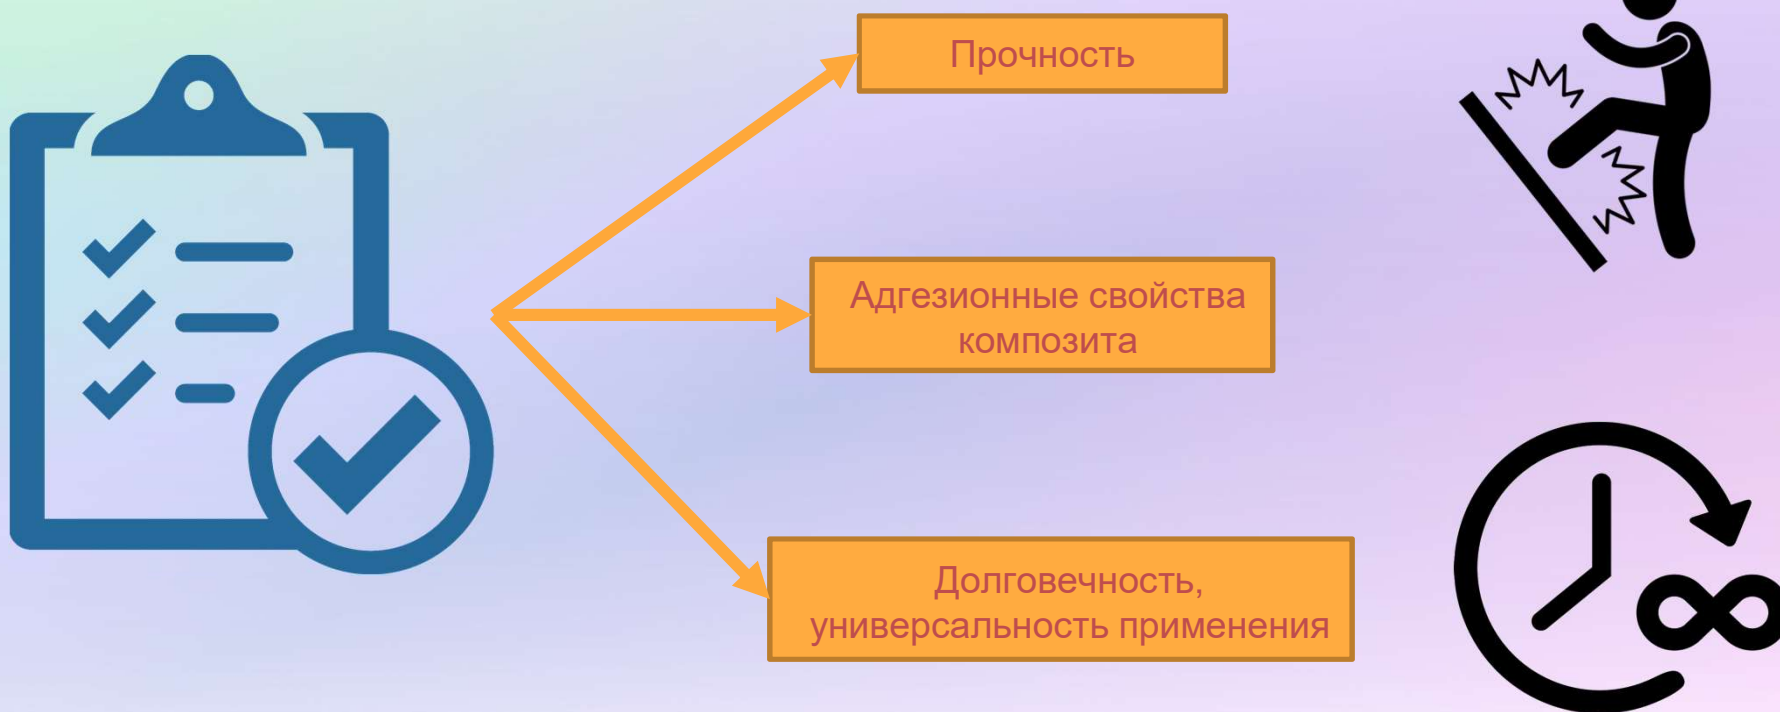 Прочность
Адгезионные свойства
композита
Долговечность,
универсальность применения